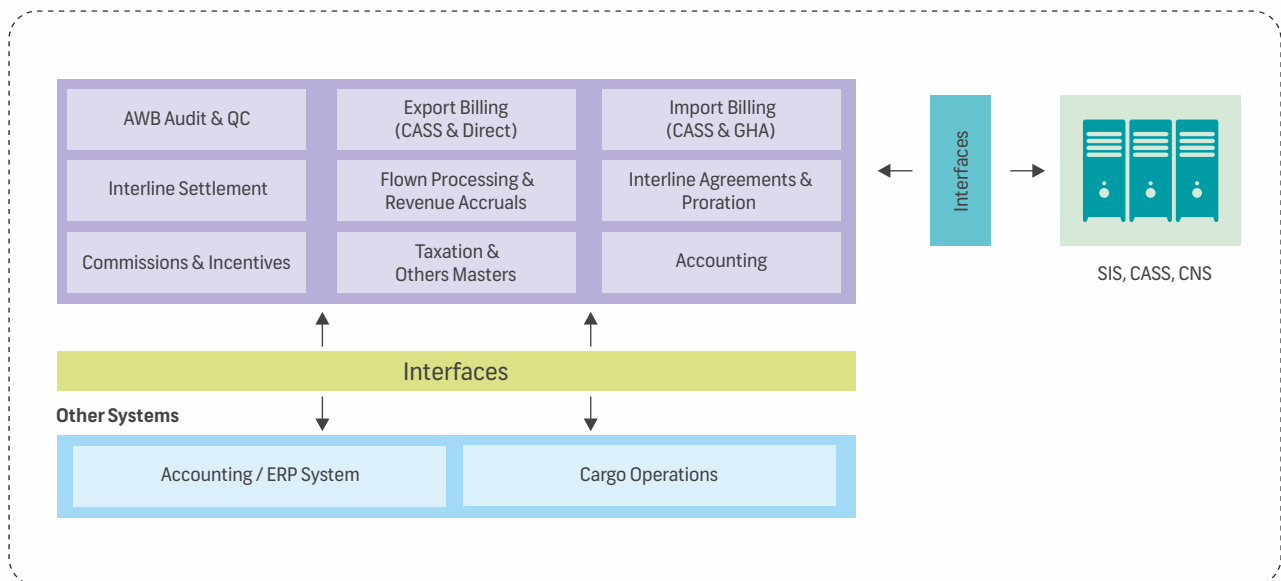 AWB Audit & QC
Export Billing
(CASS & Direct)
Import Billing
(CASS & GHA)
Interline Settlement
Flown Processing &
Revenue Accruals
Interline Agreements &
Proration
Commissions & Incentives
Taxation &
Others Masters
Accounting
Interfaces
SIS, CASS, CNS
Interfaces
Other Systems
Accounting / ERP System
Cargo Operations